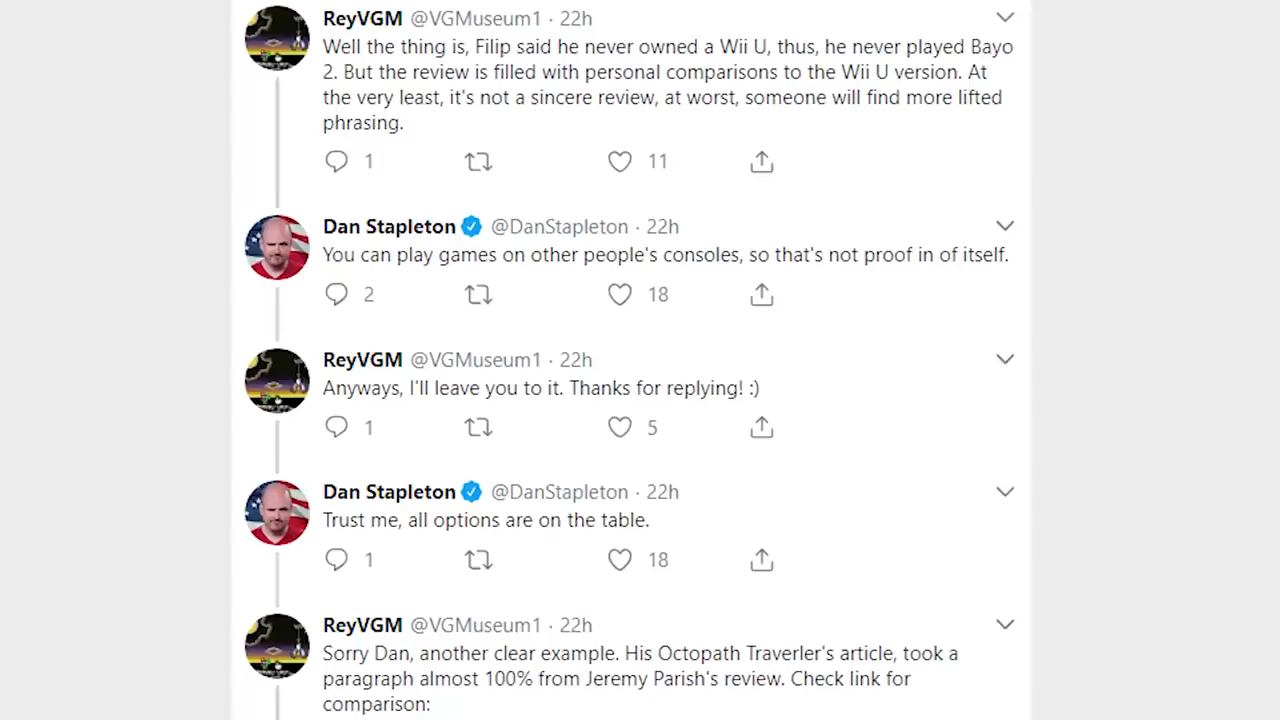 ReyVGM @VGMuseum1 · 22h
Well the thing is, Filip said he never owned a Wii U, thus, he never played Bayo
2. But the review is filled with personal comparisons to the Wii U version. At
the very least, it's not a sincere review, at worst, someone will find more lifted
phrasing.
1 11
Dan Stapleton @DanStapleton · 22h
You can play games on other people's consoles, so that's not proof in of itself.
2 18
ReyVGM @VGMuseum1 · 22h
Anyways, I'll leave you to it. Thanks for replying! :)
1 5
Dan Stapleton @DanStapleton · 22h
Trust me, all options are on the table.
1 18
ReyVGM @VGMuseum1 · 22h
Sorry Dan, another clear example. His Octopath Traverler's article, took a
paragraph almost 100% from Jeremy Parish's review. Check link for
comparison: